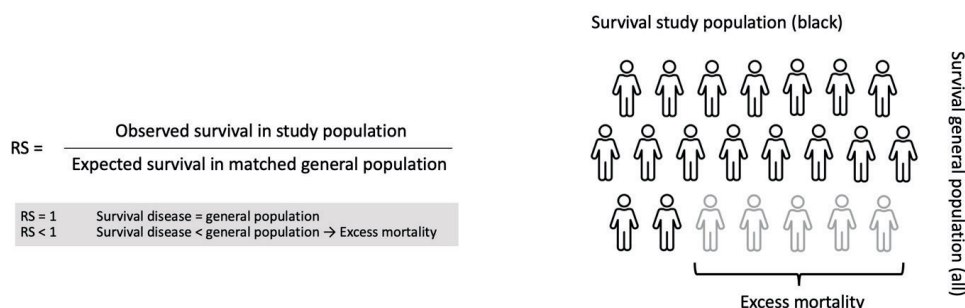 Survival study population (black)
Observed survival in study population
RS =
Expected survival in matched general population
RS = 1 Survival disease = general population
RS < 1 Survival disease < general population → Excess mortality
Survival general population (all)
Excess mortality